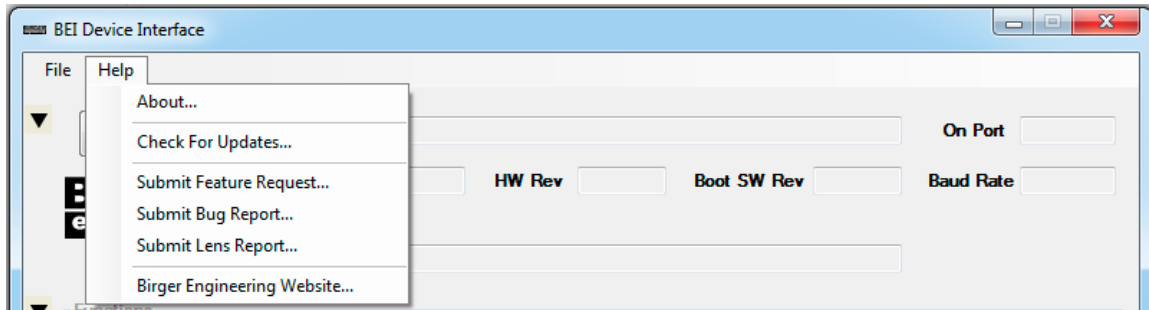 BEI Device Interface
File Help
About...
Check For Updates...
Submit Feature Request...
Submit Bug Report...
Submit Lens Report...
Birger Engineering Website...
On Port
HW Rev Boot SW Rev Baud Rate
B
e
Functions